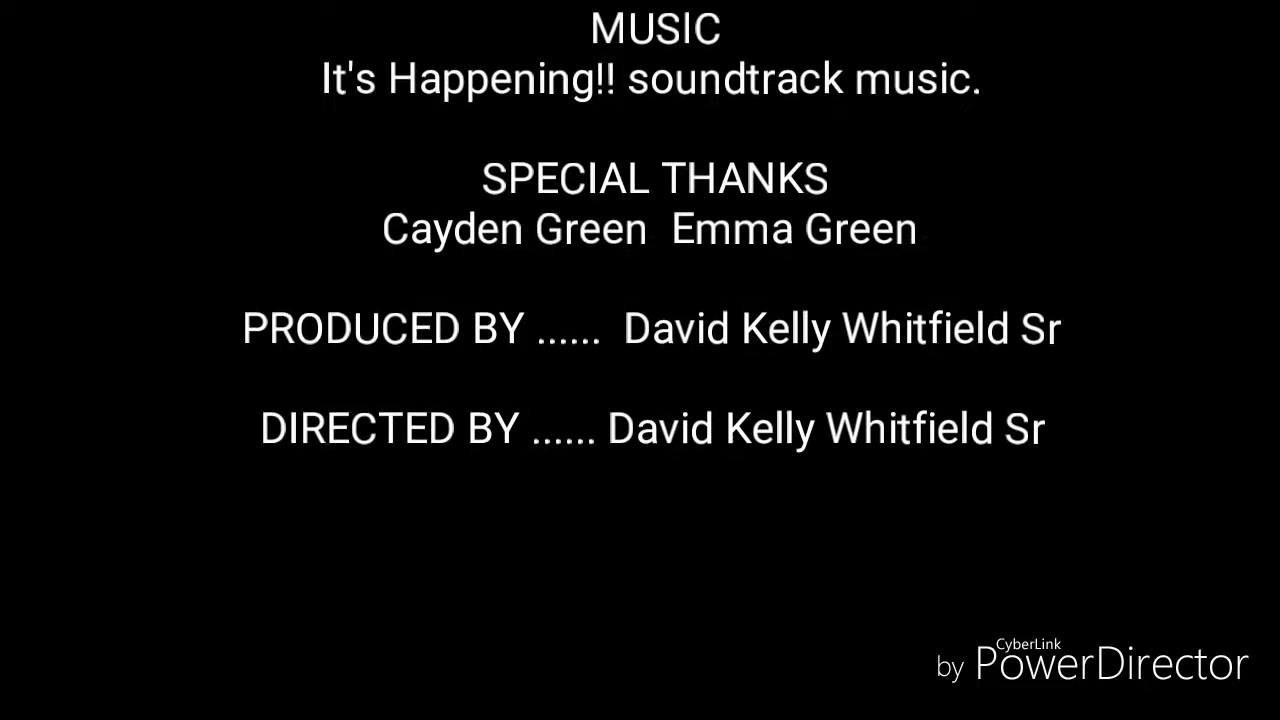 MUSIC
It's Happening!! soundtrack music.
SPECIAL THANKS
Cayden Green  Emma Green
PRODUCED BY ......  David Kelly Whitfield Sr
DIRECTED BY ...... David Kelly Whitfield Sr
CyberLink
by PowerDirector